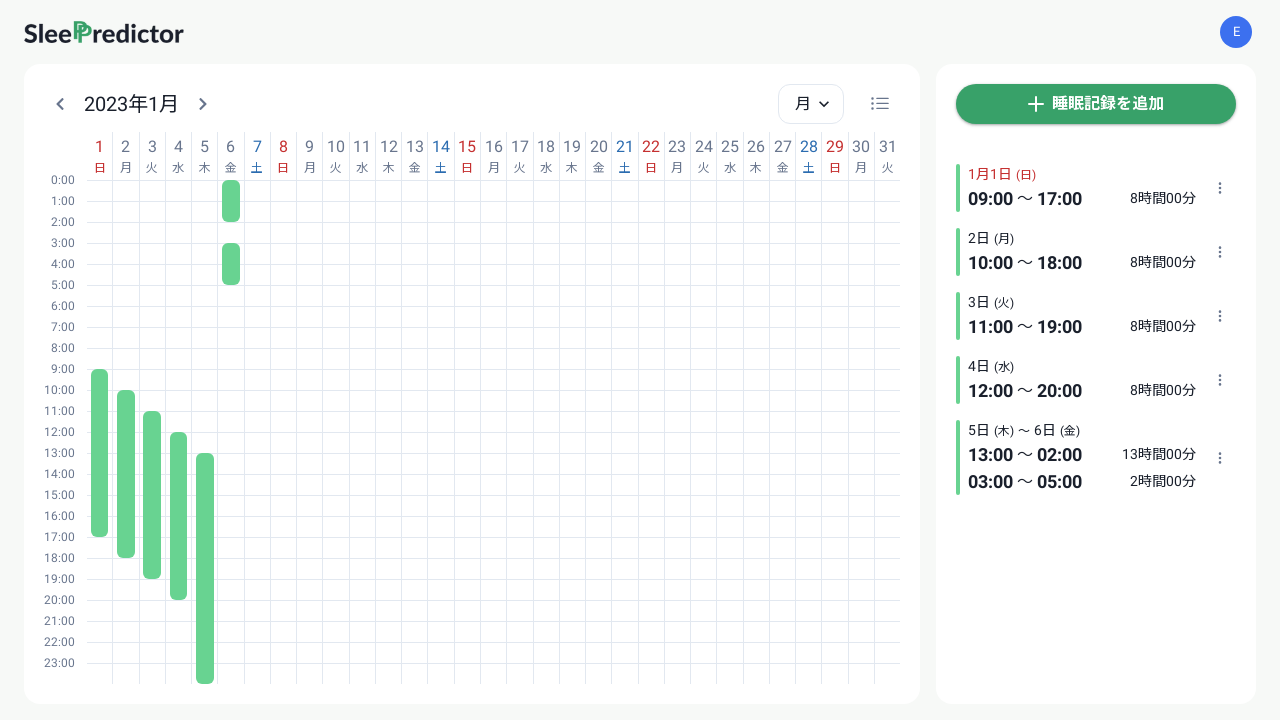 SleePredictor
E
2023年1月
月
睡眠記録を追加
1 2 3 4 5 6 7 8 9 10 11 12 13 14 15 16 17 18 19 20 21 22 23 24 25 26 27 28 29 30 31
日 月 火 水 木 金 土 日 月 火 水 木 金 土 日 月 火 水 木 金 土 日 月 火 水 木 金 土 日 月 火
0:00
1:00
2:00
3:00
4:00
5:00
6:00
7:00
8:00
9:00
10:00
11:00
12:00
13:00
14:00
15:00
16:00
17:00
18:00
19:00
20:00
21:00
22:00
23:00
1月1日 (日)
09:00 〜 17:00 8時間00分
2日 (月)
10:00 〜 18:00 8時間00分
3日 (火)
11:00 〜 19:00 8時間00分
4日 (水)
12:00 〜 20:00 8時間00分
5日 (木) 〜 6日 (金)
13:00 〜 02:00 13時間00分
03:00 〜 05:00 2時間00分